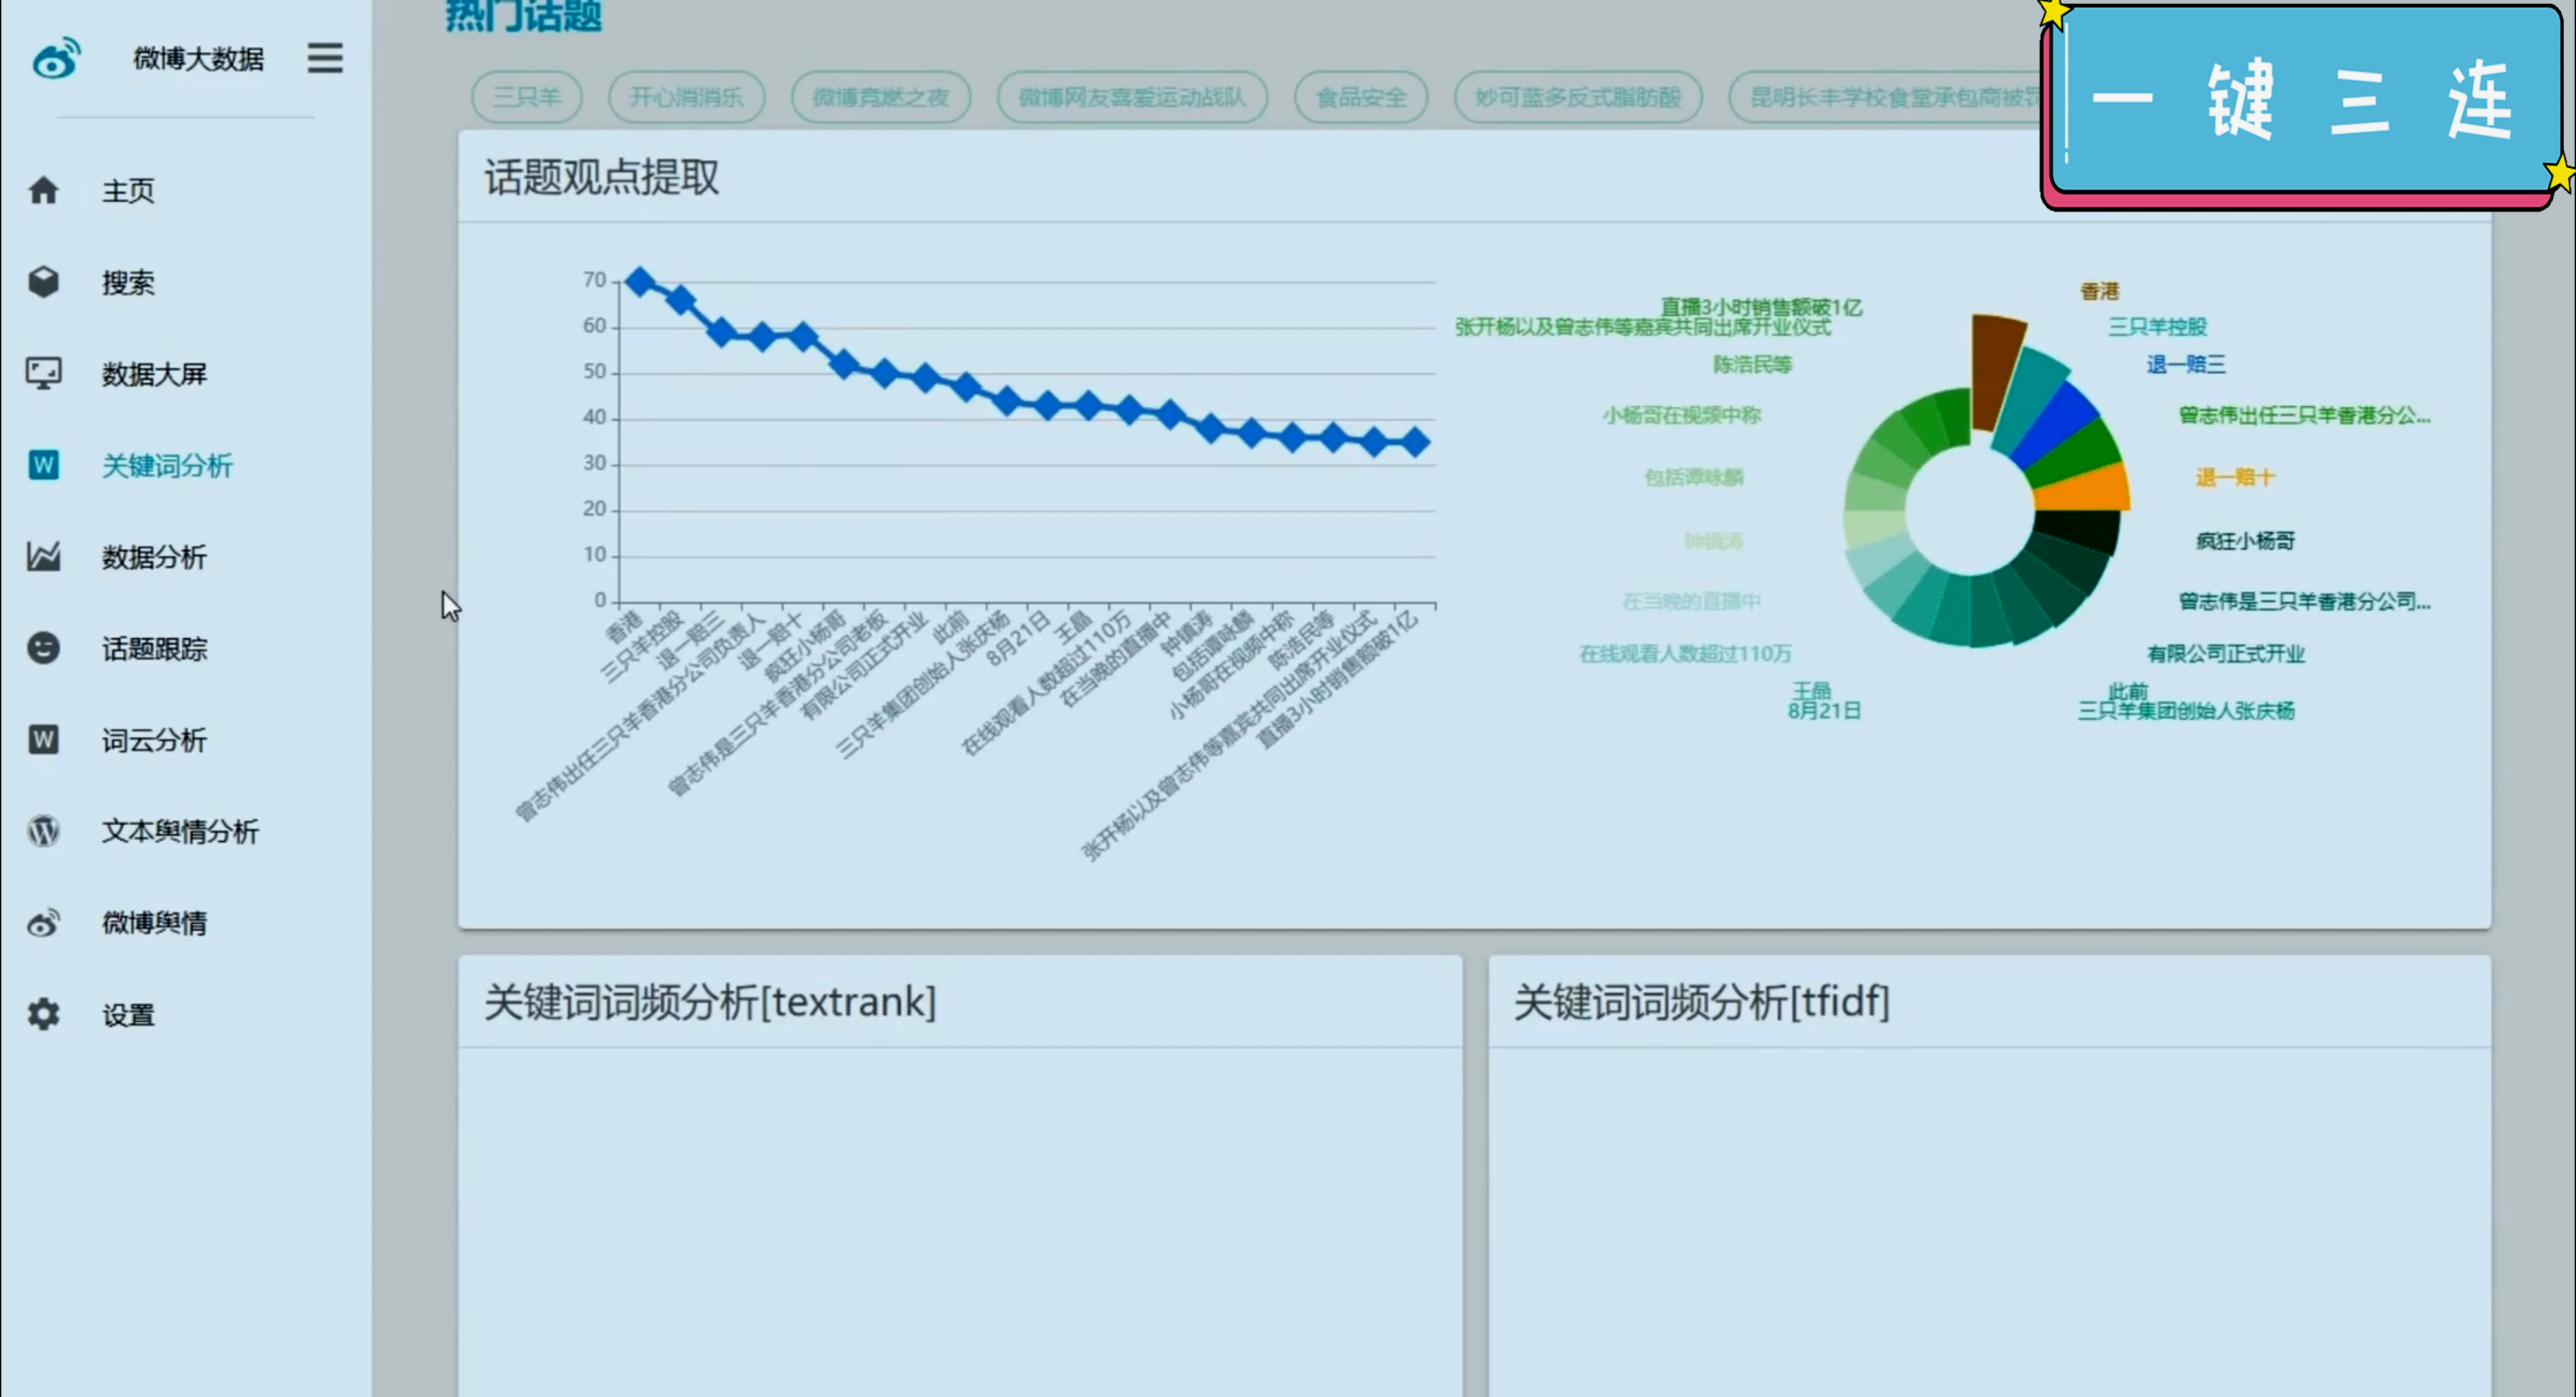 微博大数据
主页
搜索
数据大屏
关键词分析
数据分析
话题跟踪
词云分析
文本舆情分析
微博舆情
设置
热门话题
三只羊
开心消消乐
微博竞燃之夜
微博网友喜爱运动战队
食品安全
妙可蓝多反式脂肪酸
昆明长丰学校食堂承包商被罚
一键三连
话题观点提取
70
60
50
40
30
20
10
0
香港
三只羊控股
退一赔三
曾志伟出任三只羊香港分公司负责人
退一赔十
疯狂小杨哥
曾志伟是三只羊香港分公司老板
有限公司正式开业
此前
三只羊集团创始人张庆杨
8月21日
王晶
在线观看人数超过110万
在当晚的直播中
钟镇涛
包括谭咏麟
小杨哥在视频中称
陈浩民等
张开杨以及曾志伟等嘉宾共同出席开业仪式
直播3小时销售额破1亿
直播3小时销售额破1亿
张开杨以及曾志伟等嘉宾共同出席开业仪式
陈浩民等
小杨哥在视频中称
包括谭咏麟
钟镇涛
在当晚的直播中
在线观看人数超过110万
王晶
8月21日
香港
三只羊控股
退一赔三
曾志伟出任三只羊香港分公...
退一赔十
疯狂小杨哥
曾志伟是三只羊香港分公司...
有限公司正式开业
此前
三只羊集团创始人张庆杨
关键词词频分析[textrank]
关键词词频分析[tfidf]